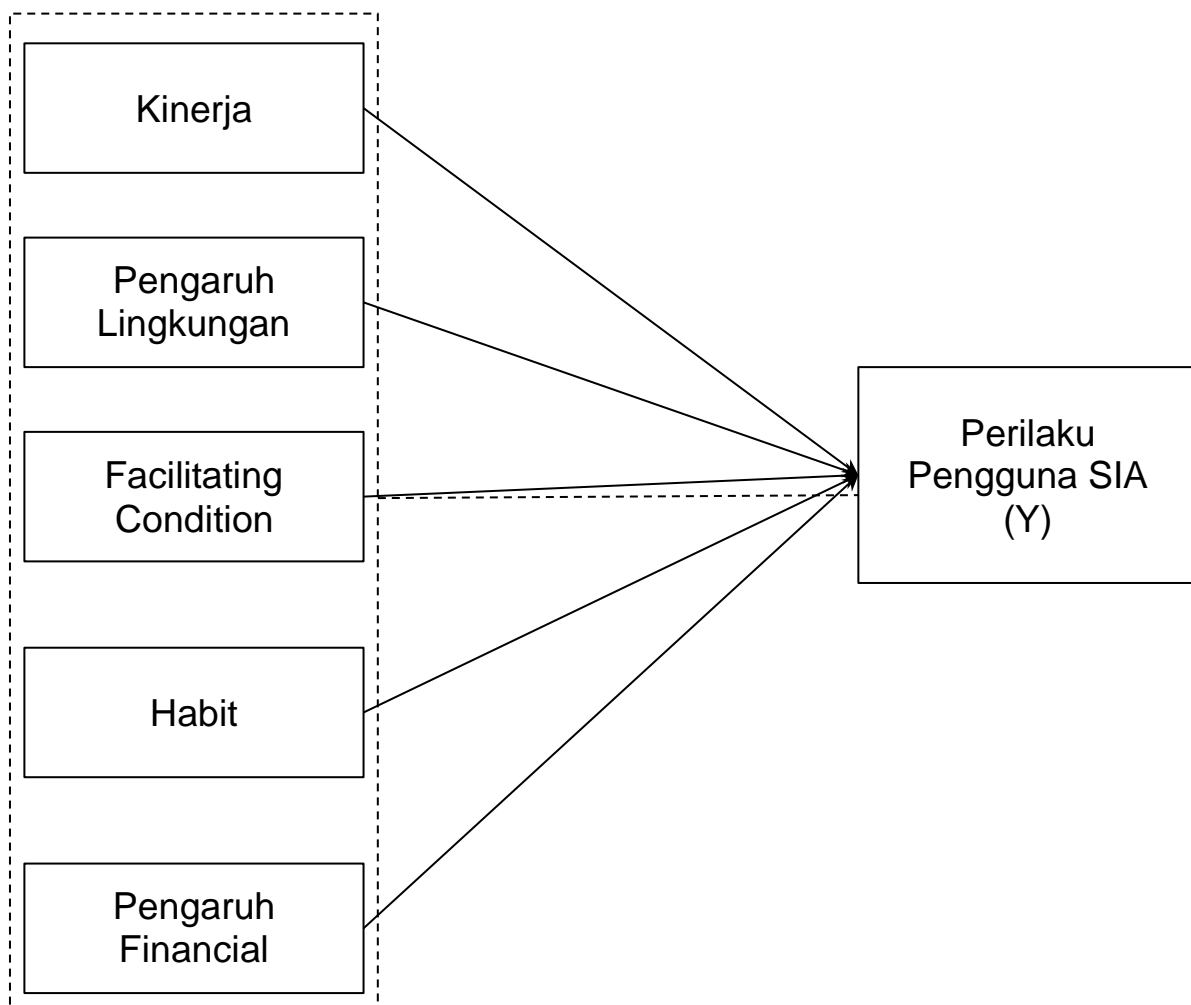 Kinerja
Pengaruh
Lingkungan
Facilitating
Condition
Habit
Pengaruh
Financial
Perilaku
Pengguna SIA
(Y)